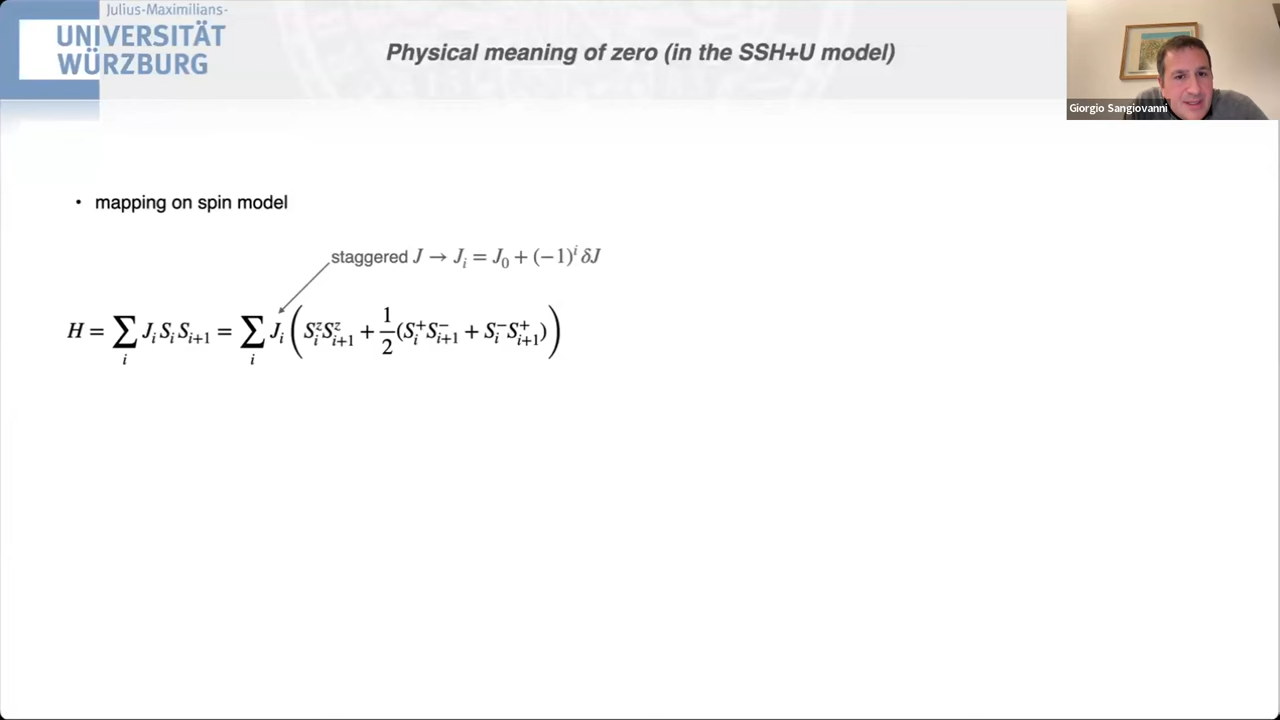 Julius-Maximilians-
UNIVERSITÄT
WÜRZBURG
Physical meaning of zero (in the SSH+U model)
Giorgio Sangiovanni
• mapping on spin model
staggered J → J_i = J_0 + (−1)^i δJ
H = ∑_i J_i S_i S_{i+1} = ∑_i J_i (S_i^z S_{i+1}^z + 1/2 (S_i^+ S_{i+1}^− + S_i^− S_{i+1}^+))